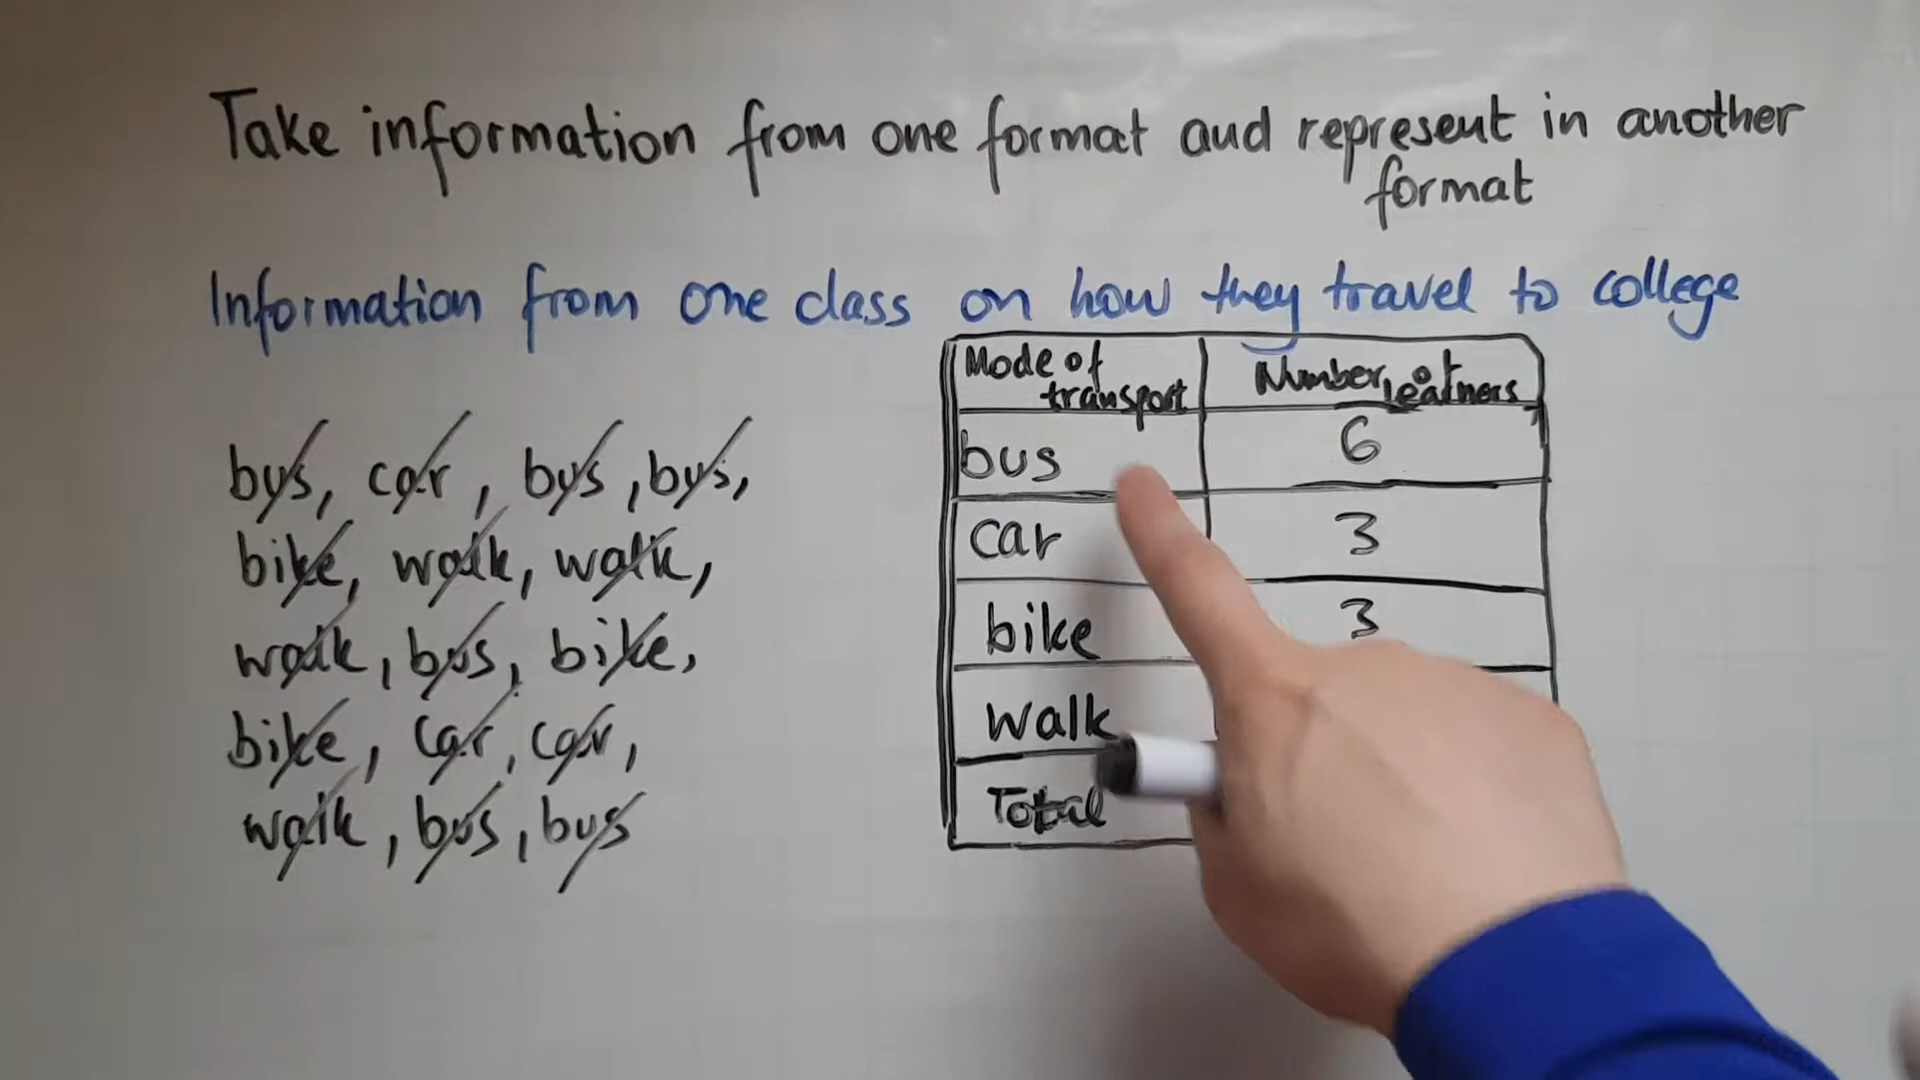 Take information from one format and represent in another
format
Information from one class on how they travel to college
bus, car, bus, bus,
bike, walk, walk,
walk, bus, bike,
bike, car, car,
walk, bus, bus
Mode of transport Number of learners
bus 6
car 3
bike 3
walk
Total